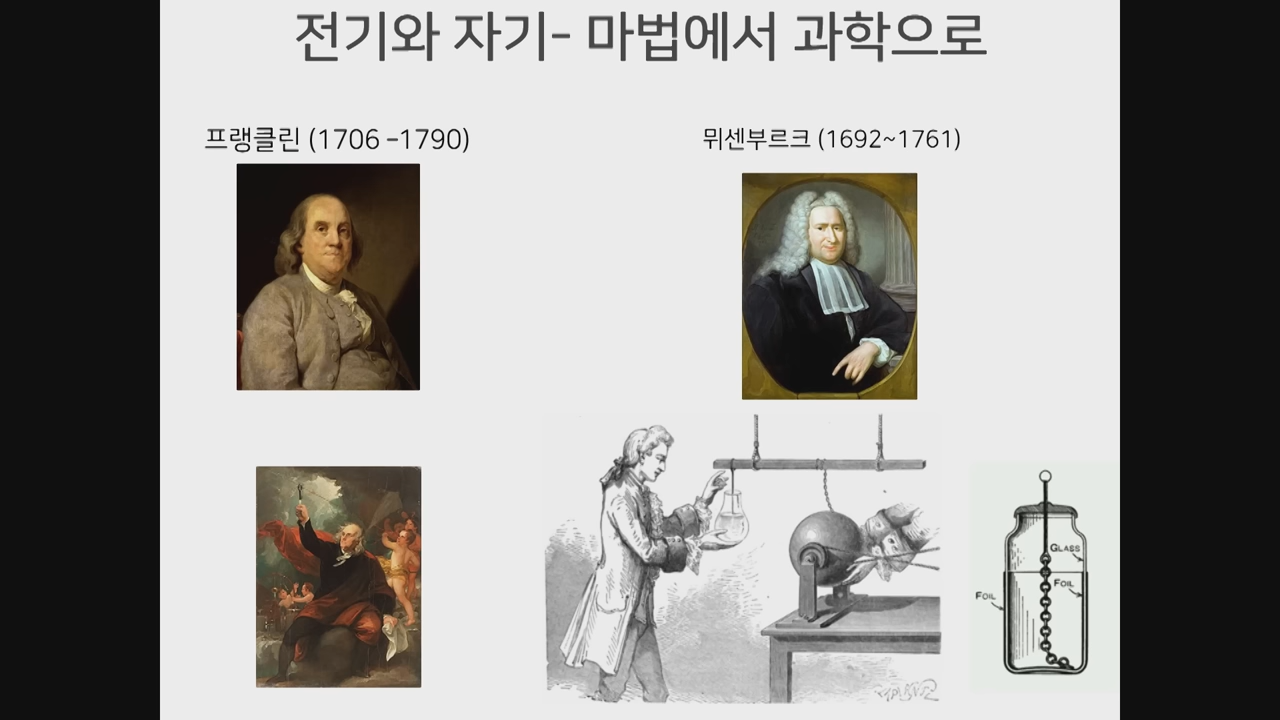 전기와 자기- 마법에서 과학으로
프랭클린 (1706 -1790)
뮈센부르크 (1692~1761)
GLASS
FOIL
FOIL